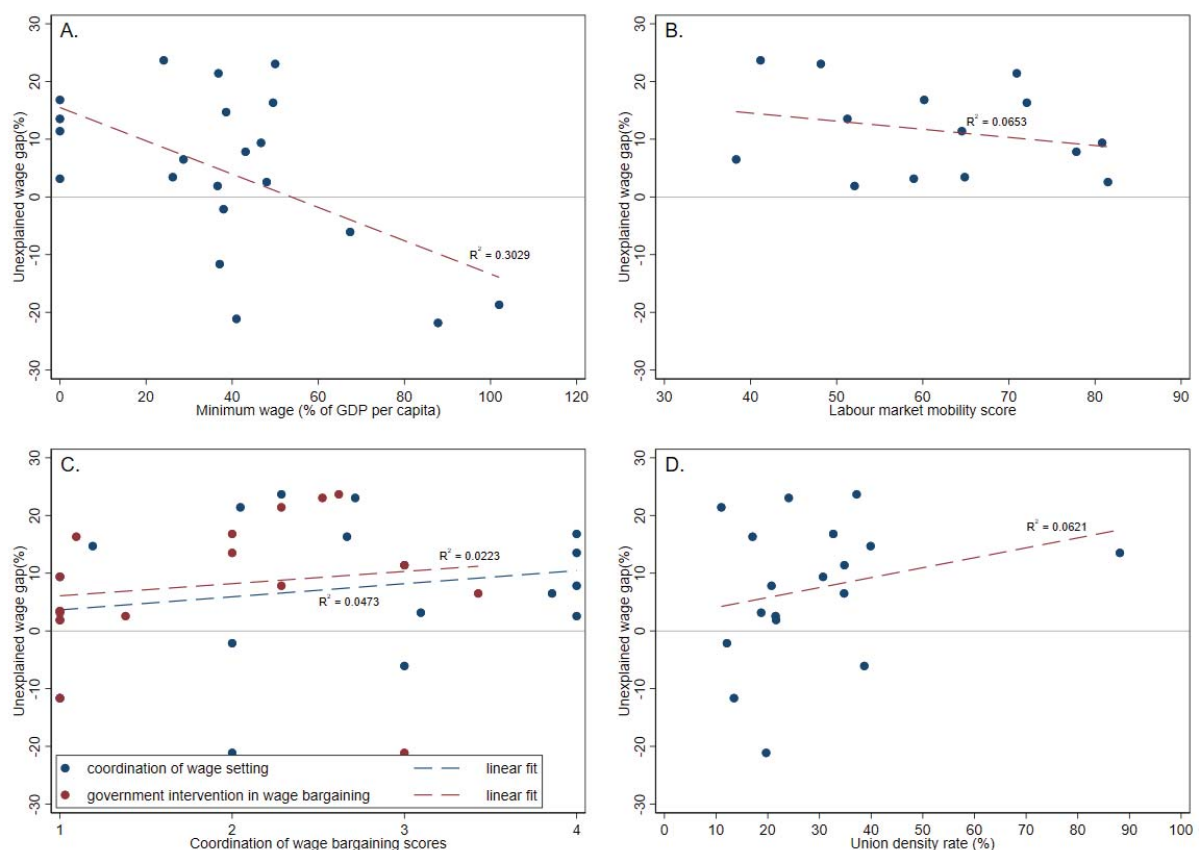 A.
Unexplained wage gap(%)
30
20
10
0
-10
-20
-30
R² = 0.3029
0 20 40 60 80 100 120
Minimum wage (% of GDP per capita)
B.
Unexplained wage gap(%)
30
20
10
0
-10
-20
-30
R² = 0.0653
30 40 50 60 70 80 90
Labour market mobility score
C.
Unexplained wage gap(%)
30
20
10
0
-10
-20
-30
R² = 0.0223
R² = 0.0473
coordination of wage setting linear fit
government intervention in wage bargaining linear fit
1 2 3 4
Coordination of wage bargaining scores
D.
Unexplained wage gap(%)
30
20
10
0
-10
-20
-30
R² = 0.0621
0 10 20 30 40 50 60 70 80 90 100
Union density rate (%)